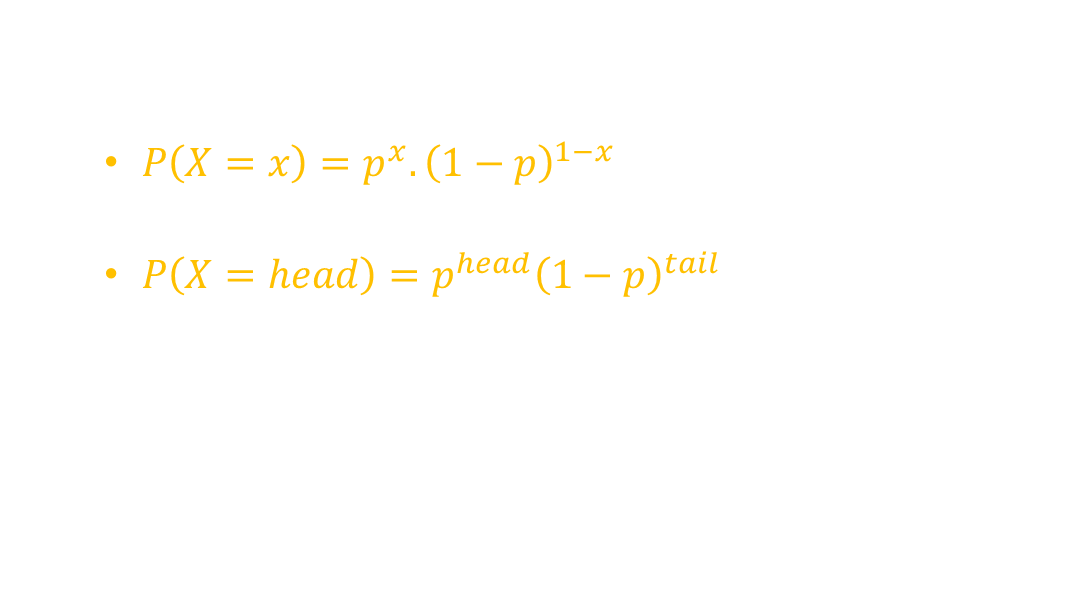 • 𝑃(𝑋 = 𝑥) = 𝑝^𝑥.(1 − 𝑝)^{1−𝑥}
• 𝑃(𝑋 = ℎ𝑒𝑎𝑑) = 𝑝^{ℎ𝑒𝑎𝑑}(1 − 𝑝)^{𝑡𝑎𝑖𝑙}